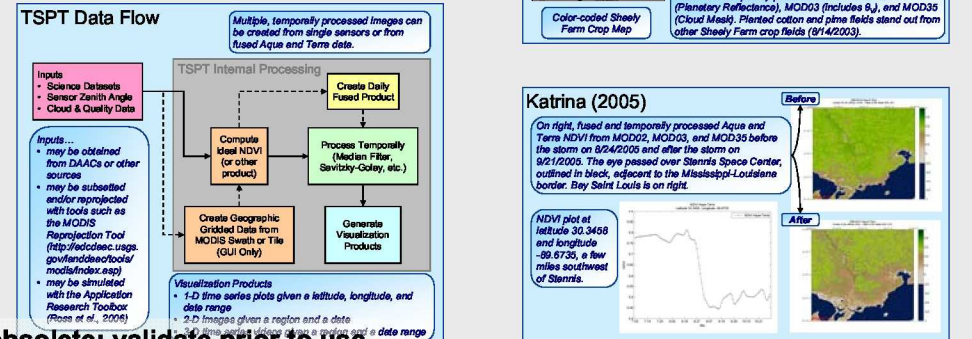 TSPT Data Flow
Multiple, temporally processed images can
be created from single sensors or from
fused Aqua and Terra data.
TSPT Internal Processing
Inputs
• Science Datasets
• Sensor Zenith Angle
• Cloud & Quality Data
Create Daily
Fused Product
Compute
Ideal NDVI
(or other
product)
Process Temporally
(Median Filter,
Savitzky-Golay, etc.)
Create Geographic
Gridded Data from
MODIS Swath or Tile
(GUI Only)
Generate
Visualization
Products
Inputs...
• may be obtained
from DAACs or other
sources
• may be subsetted
and/or reprojected
with tools such as
the MODIS
Reprojection Tool
(http://edcdaac.usgs.
gov/landdaac/tools/
modis/index.asp)
• may be simulated
with the Application
Research Toolbox
(Ross et al., 2006)
Visualization Products
• 1-D time series plots given a latitude, longitude, and
date range
• 2-D images given a region and a date
time series videos given a region and a date range
obsolete: validate prior to use
Color-coded Sheely
Farm Crop Map
(Planetary Reflectance), MOD03 (includes θ), and MOD35
(Cloud Mask). Planted cotton and pima fields stand out from
other Sheely Farm crop fields (8/14/2003).
Katrina (2005)
Before
On right, fused and temporally processed Aqua and
Terra NDVI from MOD02, MOD03, and MOD35 before
the storm on 8/24/2005 and after the storm on
9/21/2005. The eye passed over Stennis Space Center,
outlined in black, adjacent to the Mississippi-Louisiana
border. Bay Saint Louis is on right.
After
NDVI plot at
latitude 30.3458
and longitude
-89.6735, a few
miles southwest
of Stennis.